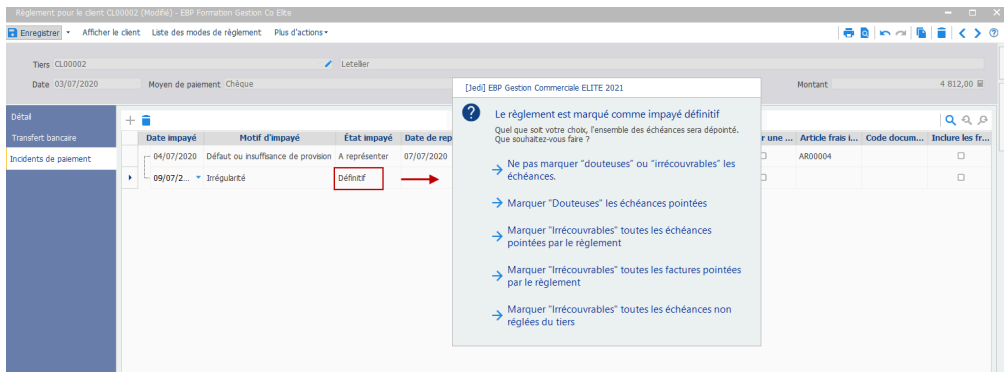 Règlement pour le client CL00002 (Modifié) - EBP Formation Gestion Co Elite
Enregistrer Afficher le client Liste des modes de règlement Plus d'actions
Tiers CL00002 Letellier
Date 03/07/2020 Moyen de paiement Chèque Montant 4 812,00
[Jedi] EBP Gestion Commerciale ELITE 2021
Le règlement est marqué comme impayé définitif
Quel que soit votre choix, l'ensemble des échéances sera dépointé.
Que souhaitez-vous faire ?
Ne pas marquer "douteuses" ou "irrécouvrables" les
échéances.
Marquer "Douteuses" les échéances pointées
Marquer "Irrécouvrables" toutes les échéances
pointées par le règlement
Marquer "Irrécouvrables" toutes les factures pointées
par le règlement
Marquer "Irrécouvrables" toutes les échéances non
réglées du tiers
Détail
Transfert bancaire
Incidents de paiement
Date impayé Motif d'impayé État impayé Date de rep r une ... Article frais i... Code docum... Inclure les fr...
04/07/2020 Défaut ou insuffisance de provision A représenter 07/07/2020 AR00004
09/07/2... Irrégularité Définitif